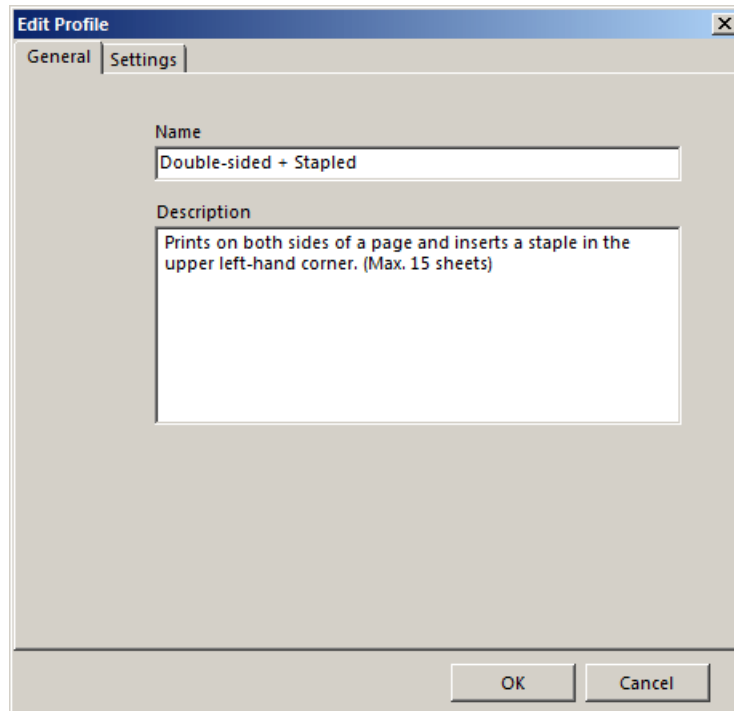 Edit Profile
General
Settings
Name
Double-sided + Stapled
Description
Prints on both sides of a page and inserts a staple in the
upper left-hand corner. (Max. 15 sheets)
OK
Cancel